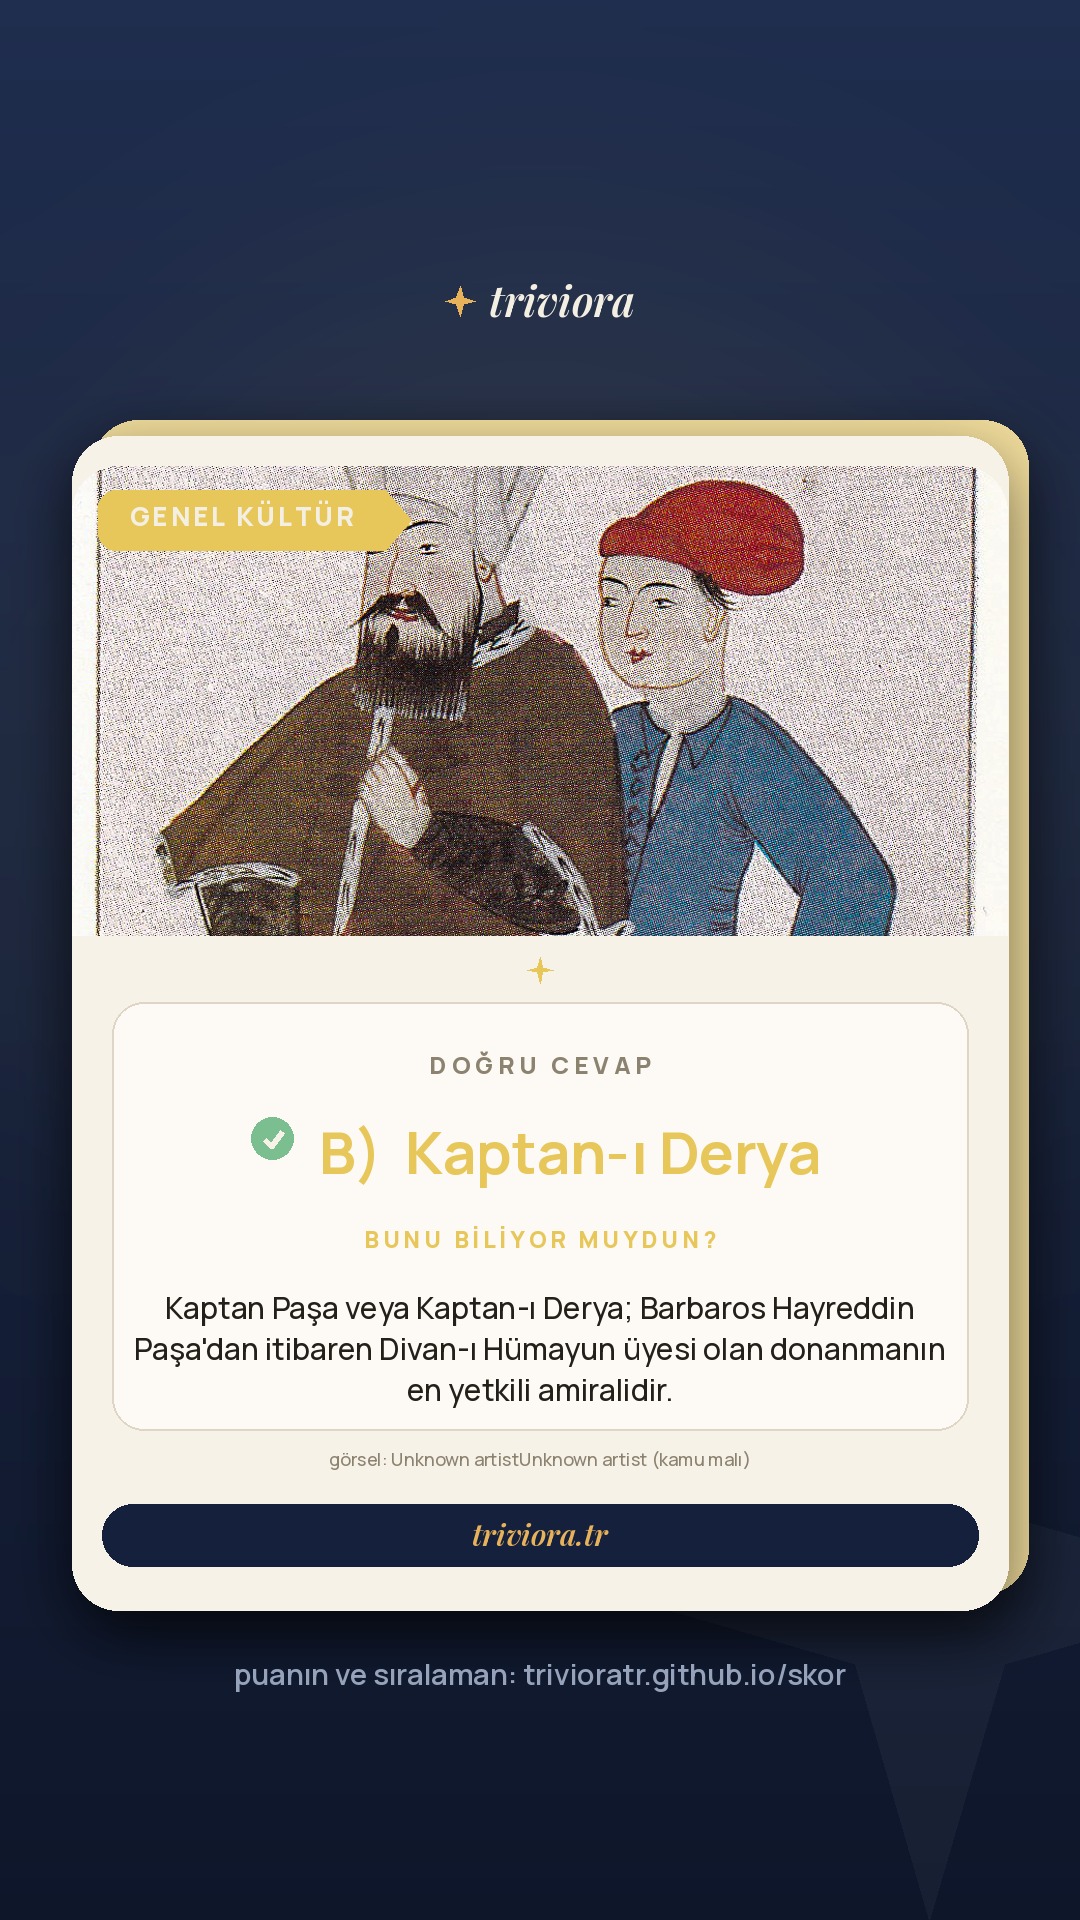 triviora
GENEL KÜLTÜR
DOĞRU CEVAP
B) Kaptan-ı Derya
BUNU BİLİYOR MUYDUN?
Kaptan Paşa veya Kaptan-ı Derya; Barbaros Hayreddin
Paşa'dan itibaren Divan-ı Hümayun üyesi olan donanmanın
en yetkili amiralidir.
görsel: Unknown artistUnknown artist (kamu malı)
triviora.tr
puanın ve sıralaman: trivioratr.github.io/skor